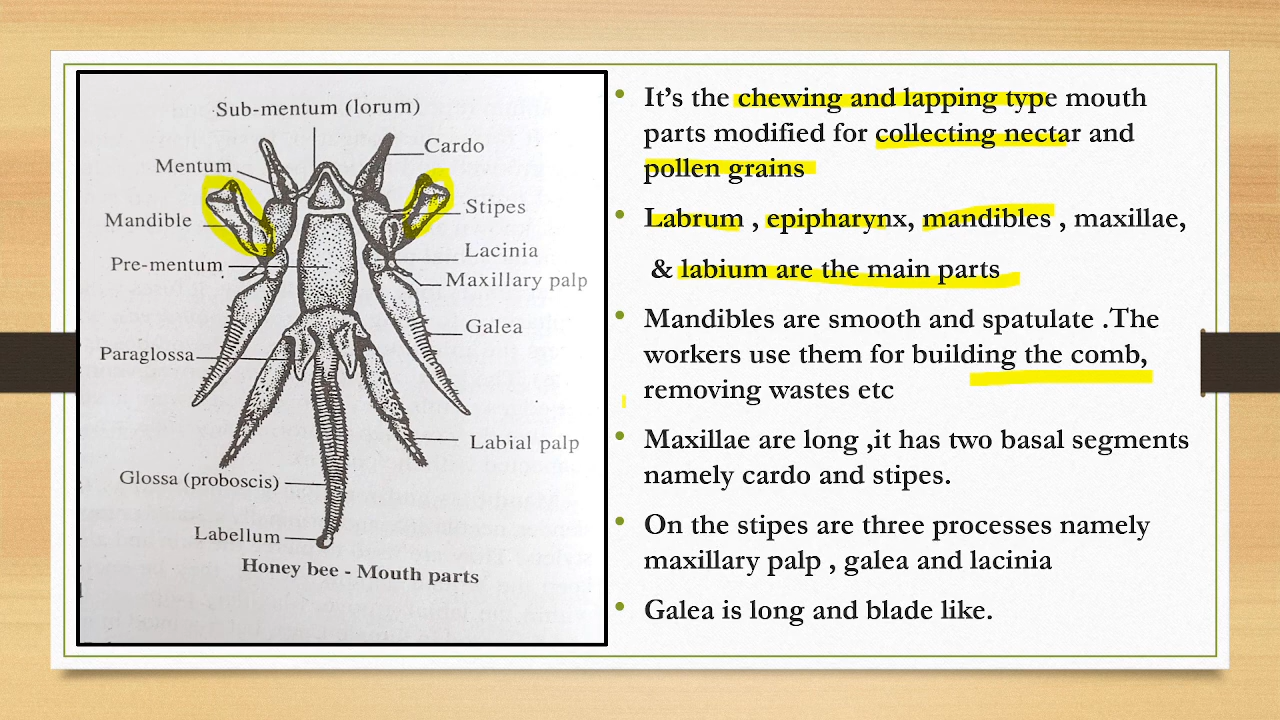 Sub-mentum (lorum)
Cardo
Mentum
Stipes
Mandible
Lacinia
Pre-mentum
Maxillary palp
Galea
Paraglossa
Labial palp
Glossa (proboscis)
Labellum
Honey bee - Mouth parts
It’s the chewing and lapping type mouth
parts modified for collecting nectar and
pollen grains
Labrum , epipharynx, mandibles , maxillae,
& labium are the main parts
Mandibles are smooth and spatulate .The
workers use them for building the comb,
removing wastes etc
Maxillae are long ,it has two basal segments
namely cardo and stipes.
On the stipes are three processes namely
maxillary palp , galea and lacinia
Galea is long and blade like.